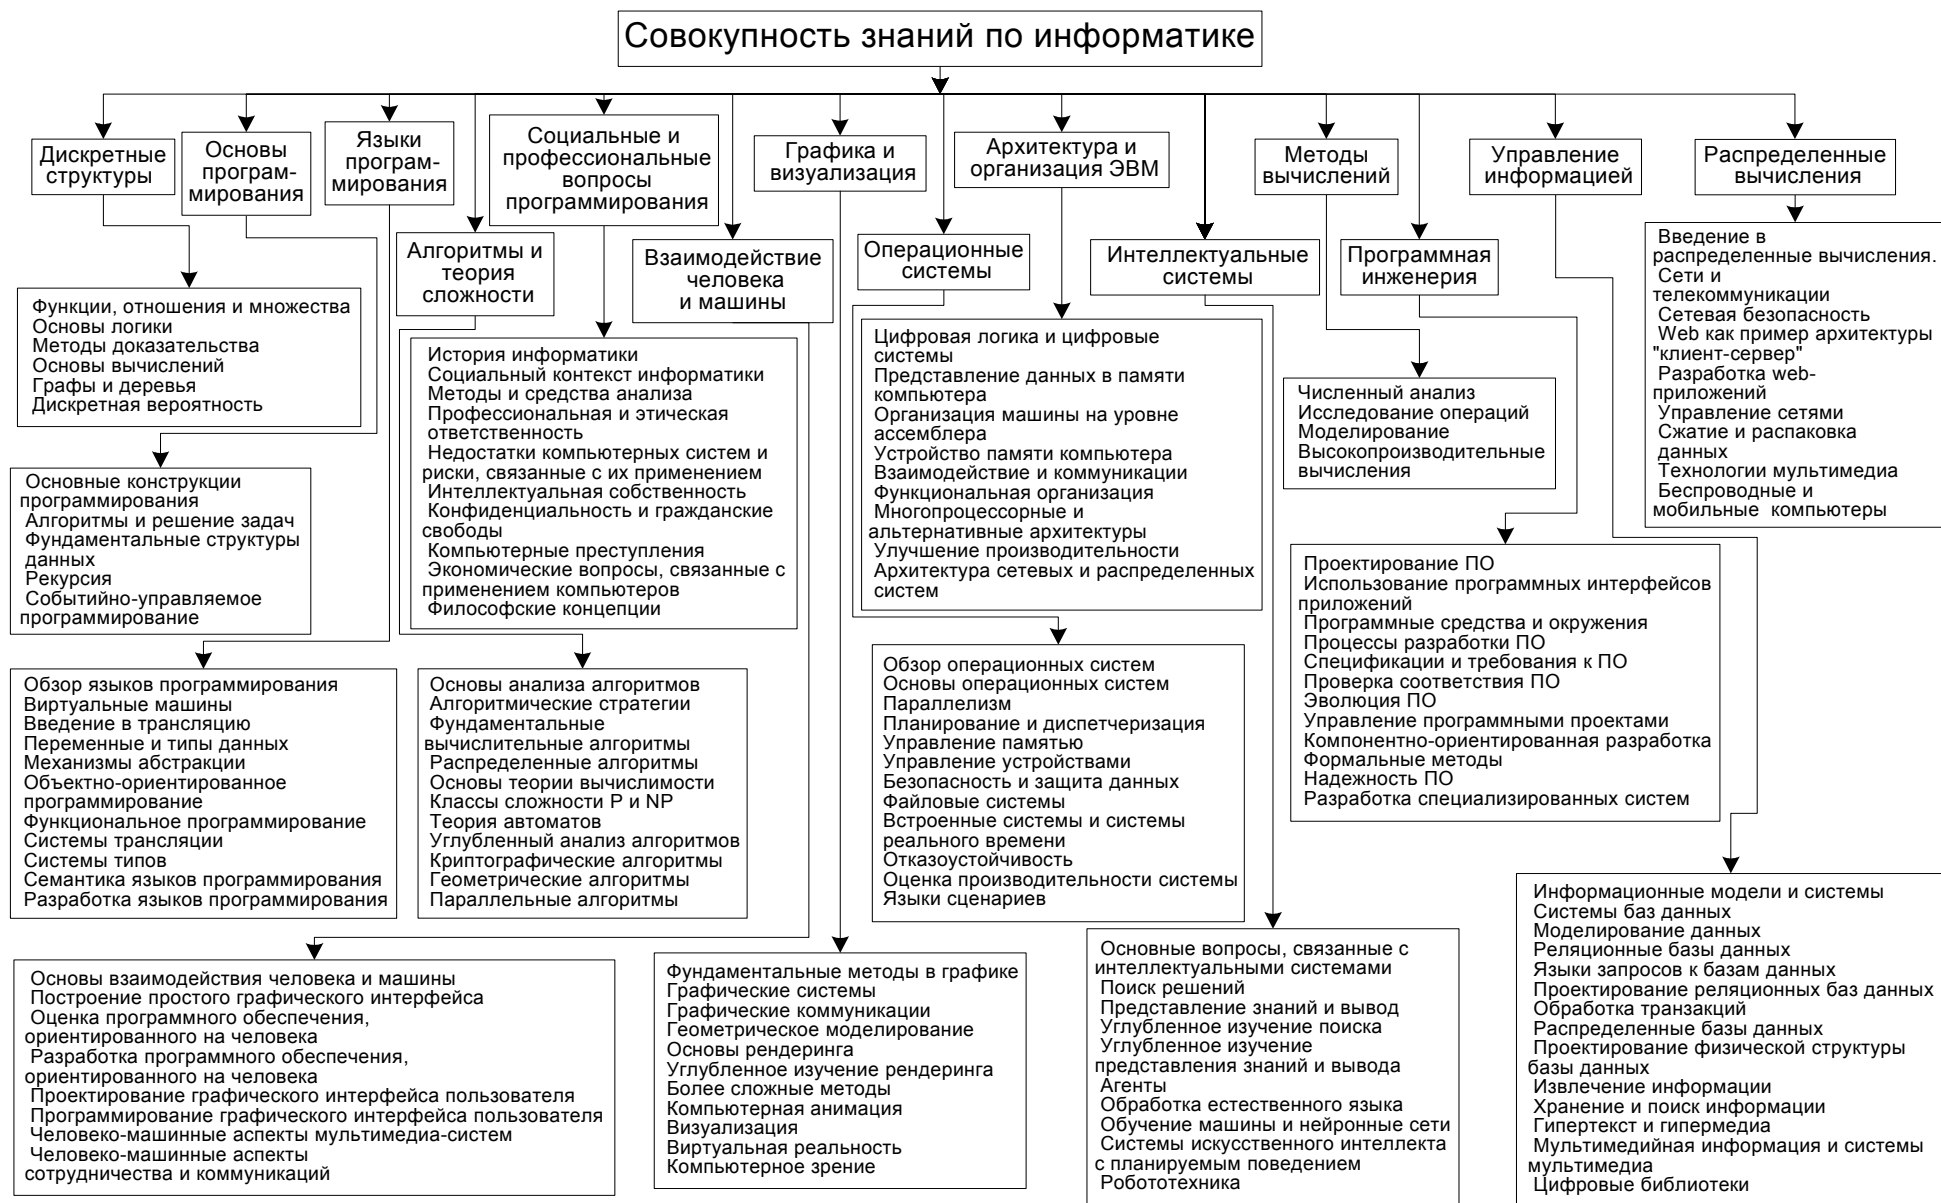 Совокупность знаний по информатике
Дискретные
структуры
Основы
програм-
мирования
Языки
програм-
мирования
Социальные и
профессиональные
вопросы
программирования
Графика и
визуализация
Архитектура и
организация ЭВМ
Методы
вычислений
Управление
информацией
Распределенные
вычисления
Алгоритмы и
теория
сложности
Взаимодействие
человека
и машины
Операционные
системы
Интеллектуальные
системы
Программная
инженерия
Функции, отношения и множества
Основы логики
Методы доказательства
Основы вычислений
Графы и деревья
Дискретная вероятность
Основные конструкции
программирования
Алгоритмы и решение задач
Фундаментальные структуры
данных
Рекурсия
Событийно-управляемое
программирование
История информатики
Социальный контекст информатики
Методы и средства анализа
Профессиональная и этическая
ответственность
Недостатки компьютерных систем и
риски, связанные с их применением
Интеллектуальная собственность
Конфиденциальность и гражданские
свободы
Компьютерные преступления
Экономические вопросы, связанные с
применением компьютеров
Философские концепции
Цифровая логика и цифровые
системы
Представление данных в памяти
компьютера
Организация машины на уровне
ассемблера
Устройство памяти компьютера
Взаимодействие и коммуникации
Функциональная организация
Многопроцессорные и
альтернативные архитектуры
Улучшение производительности
Архитектура сетевых и распределенных
систем
Численный анализ
Исследование операций
Моделирование
Высокопроизводительные
вычисления
Введение в
распределенные вычисления.
Сети и
телекоммуникации
Сетевая безопасность
Web как пример архитектуры
"клиент-сервер"
Разработка web-
приложений
Управление сетями
Сжатие и распаковка
данных
Технологии мультимедиа
Беспроводные и
мобильные компьютеры
Проектирование ПО
Использование программных интерфейсов
приложений
Программные средства и окружения
Процессы разработки ПО
Спецификации и требования к ПО
Проверка соответствия ПО
Эволюция ПО
Управление программными проектами
Компонентно-ориентированная разработка
Формальные методы
Надежность ПО
Разработка специализированных систем
Обзор языков программирования
Виртуальные машины
Введение в трансляцию
Переменные и типы данных
Механизмы абстракции
Объектно-ориентированное
программирование
Функциональное программирование
Системы трансляции
Системы типов
Семантика языков программирования
Разработка языков программирования
Основы анализа алгоритмов
Алгоритмические стратегии
Фундаментальные
вычислительные алгоритмы
Распределенные алгоритмы
Основы теории вычислимости
Классы сложности P и NP
Теория автоматов
Углубленный анализ алгоритмов
Криптографические алгоритмы
Геометрические алгоритмы
Параллельные алгоритмы
Обзор операционных систем
Основы операционных систем
Параллелизм
Планирование и диспетчеризация
Управление памятью
Управление устройствами
Безопасность и защита данных
Файловые системы
Встроенные системы и системы
реального времени
Отказоустойчивость
Оценка производительности системы
Языки сценариев
Основы взаимодействия человека и машины
Построение простого графического интерфейса
Оценка программного обеспечения,
ориентированного на человека
Разработка программного обеспечения,
ориентированного на человека
Проектирование графического интерфейса пользователя
Программирование графического интерфейса пользователя
Человеко-машинные аспекты мультимедиа-систем
Человеко-машинные аспекты
сотрудничества и коммуникаций
Фундаментальные методы в графике
Графические системы
Графические коммуникации
Геометрическое моделирование
Основы рендеринга
Углубленное изучение рендеринга
Более сложные методы
Компьютерная анимация
Визуализация
Виртуальная реальность
Компьютерное зрение
Основные вопросы, связанные с
интеллектуальными системами
Поиск решений
Представление знаний и вывод
Углубленное изучение поиска
Углубленное изучение
представления знаний и вывода
Агенты
Обработка естественного языка
Обучение машины и нейронные сети
Системы искусственного интеллекта
с планируемым поведением
Робототехника
Информационные модели и системы
Системы баз данных
Моделирование данных
Реляционные базы данных
Языки запросов к базам данных
Проектирование реляционных баз данных
Обработка транзакций
Распределенные базы данных
Проектирование физической структуры
базы данных
Извлечение информации
Хранение и поиск информации
Гипертекст и гипермедиа
Мультимедийная информация и системы
мультимедиа
Цифровые библиотеки